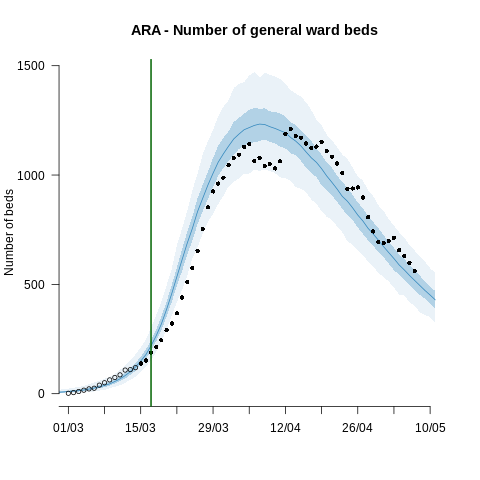 ARA - Number of general ward beds
Number of beds
1500
1000
500
0
01/03 15/03 29/03 12/04 26/04 10/05